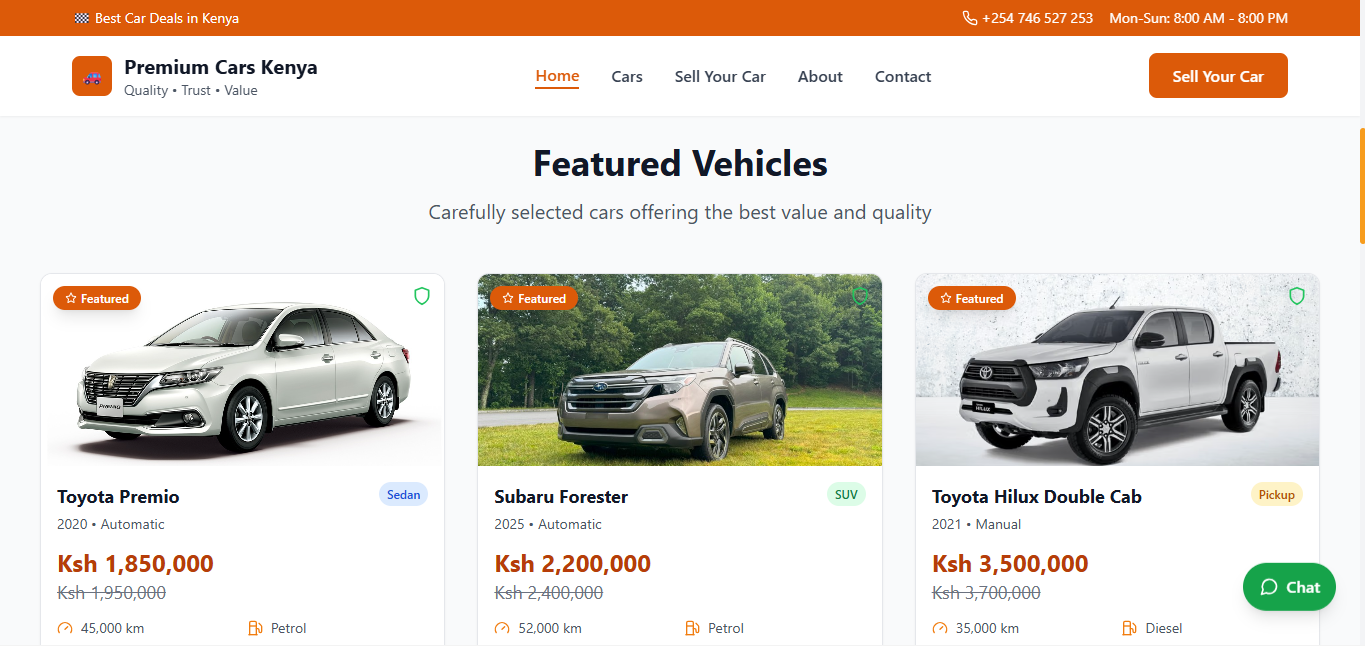 🏁 Best Car Deals in Kenya
+254 746 527 253 Mon-Sun: 8:00 AM - 8:00 PM
Premium Cars Kenya
Quality • Trust • Value
Home Cars Sell Your Car About Contact
Sell Your Car
Featured Vehicles
Carefully selected cars offering the best value and quality
Featured
PREMIO
Toyota Premio Sedan
2020 • Automatic
Ksh 1,850,000
Ksh 1,950,000
45,000 km Petrol
Featured
Subaru Forester SUV
2025 • Automatic
Ksh 2,200,000
Ksh 2,400,000
52,000 km Petrol
Featured
HILUX
Toyota Hilux Double Cab Pickup
2021 • Manual
Ksh 3,500,000
Ksh 3,700,000
35,000 km Diesel
Chat